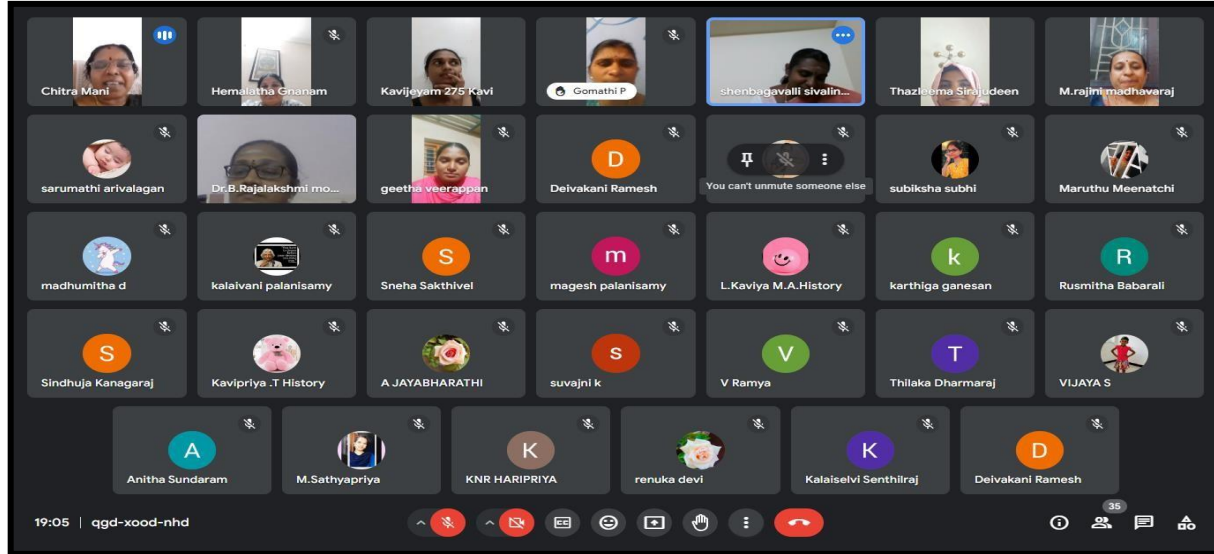 Chitra Mani
Hemalatha Gnanam
Kavijeyam 275 Kavi
Gomathi P
shenbagavalli sivalin...
Thazleema Sirajudeen
M.rajini madhavaraj
sarumathi arivalagan
Dr.B.Rajalakshmi mo...
geetha veerappan
D
Deivakani Ramesh
You can't unmute someone else
subiksha subhi
Maruthu Meenatchi
madhumitha d
kalaivani palanisamy
S
Sneha Sakthivel
m
magesh palanisamy
L.Kaviya M.A.History
k
karthiga ganesan
R
Rusmitha Babarali
S
Sindhuja Kanagaraj
Kavipriya .T History
A JAYABHARATHI
s
suvajni k
V
V Ramya
T
Thilaka Dharmaraj
VIJAYA S
A
Anitha Sundaram
M.Sathyapriya
K
KNR HARIPRIYA
renuka devi
K
Kalaiselvi Senthilraj
D
Deivakani Ramesh
19:05 | qgd-xood-nhd
CC
35